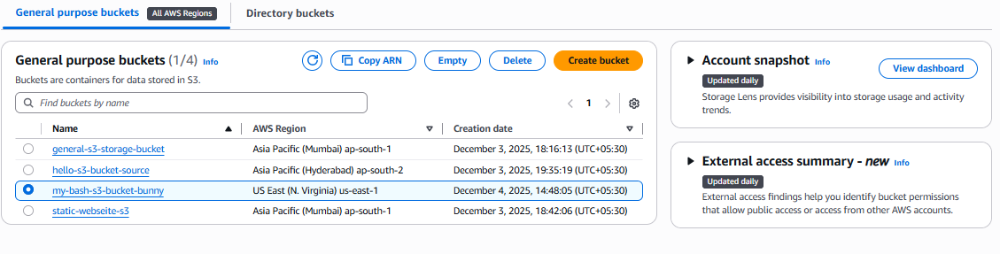 General purpose buckets All AWS Regions Directory buckets
General purpose buckets (1/4) Info Copy ARN Empty Delete Create bucket
Buckets are containers for data stored in S3.
Find buckets by name 1
Name AWS Region Creation date
general-s3-storage-bucket Asia Pacific (Mumbai) ap-south-1 December 3, 2025, 18:16:13 (UTC+05:30)
hello-s3-bucket-source Asia Pacific (Hyderabad) ap-south-2 December 3, 2025, 19:35:19 (UTC+05:30)
my-bash-s3-bucket-bunny US East (N. Virginia) us-east-1 December 4, 2025, 14:48:05 (UTC+05:30)
static-webseite-s3 Asia Pacific (Mumbai) ap-south-1 December 3, 2025, 18:42:06 (UTC+05:30)
Account snapshot Info View dashboard
Updated daily
Storage Lens provides visibility into storage usage and activity
trends.
External access summary - new Info
Updated daily
External access findings help you identify bucket permissions
that allow public access or access from other AWS accounts.